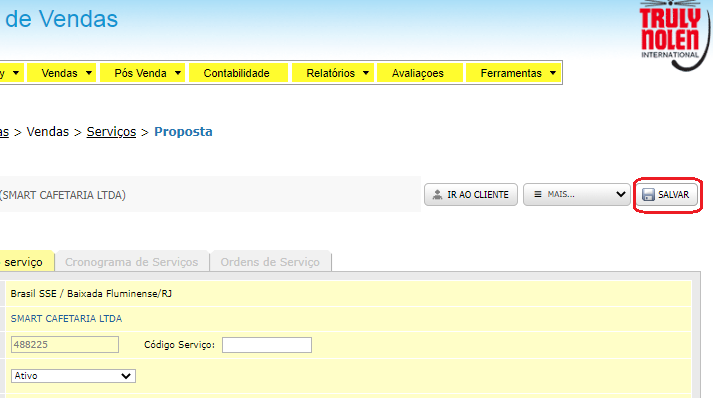 de Vendas
TRULY
NOLEN
INTERNATIONAL
y Vendas Pós Venda Contabilidade Relatórios Avaliaçoes Ferramentas
as > Vendas > Serviços > Proposta
(SMART CAFETARIA LTDA) IR AO CLIENTE MAIS... SALVAR
serviço Cronograma de Serviços Ordens de Serviço
Brasil SSE / Baixada Fluminense/RJ
SMART CAFETARIA LTDA
488225 Código Serviço:
Ativo